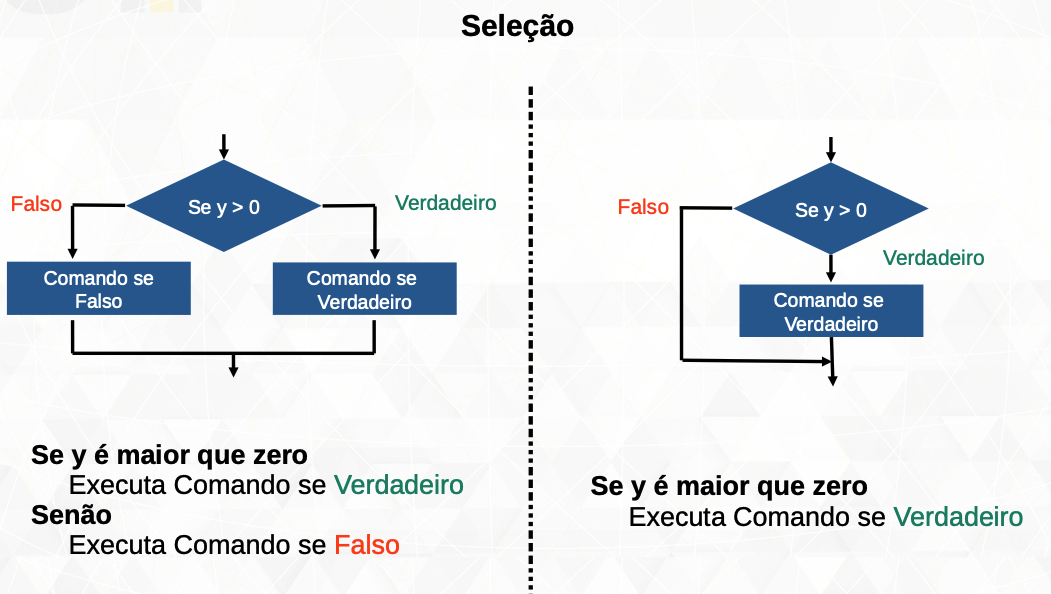 Seleção
Falso
Se y > 0
Verdadeiro
Comando se
Falso
Comando se
Verdadeiro
Se y é maior que zero
Executa Comando se Verdadeiro
Senão
Executa Comando se Falso
Falso
Se y > 0
Verdadeiro
Comando se
Verdadeiro
Se y é maior que zero
Executa Comando se Verdadeiro